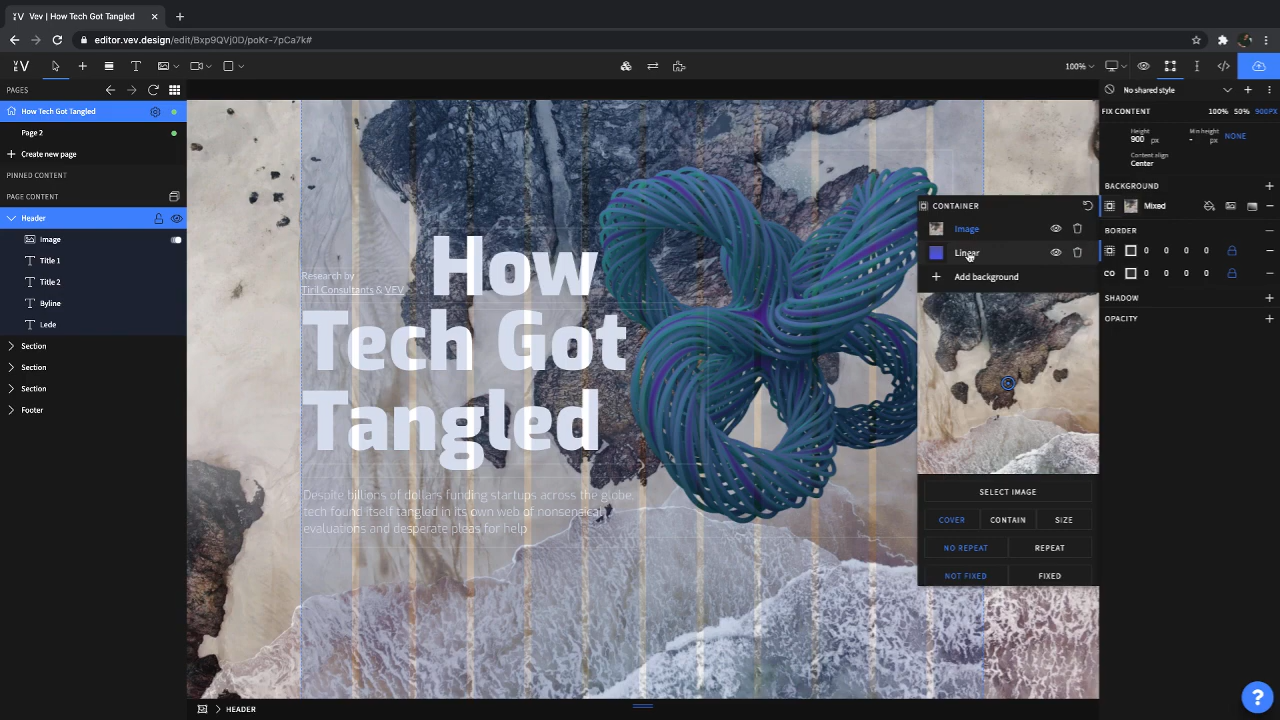 Vev | How Tech Got Tangled
editor.vev.design/edit/Bxp9QVj0D/poKr-7pCa7k#
100%
PAGES
How Tech Got Tangled
Page 2
Create new page
PINNED CONTENT
PAGE CONTENT
Header
Image
Title 1
Title 2
Byline
Lede
Section
Section
Section
Footer
Research by
Tiril Consultants & VEV
How
Tech Got
Tangled
Despite billions of dollars funding startups across the globe,
tech found itself tangled in its own web of nonsensical
evaluations and desperate pleas for help
HEADER
CONTAINER
Image
Linear
Add background
SELECT IMAGE
COVER CONTAIN SIZE
NO REPEAT REPEAT
NOT FIXED FIXED
No shared style
FIX CONTENT 100% 50% 900PX
Height Min height
900 px - px NONE
Content align
Center
BACKGROUND
Mixed
BORDER
0 0 0 0
0 0 0 0
SHADOW
OPACITY
?